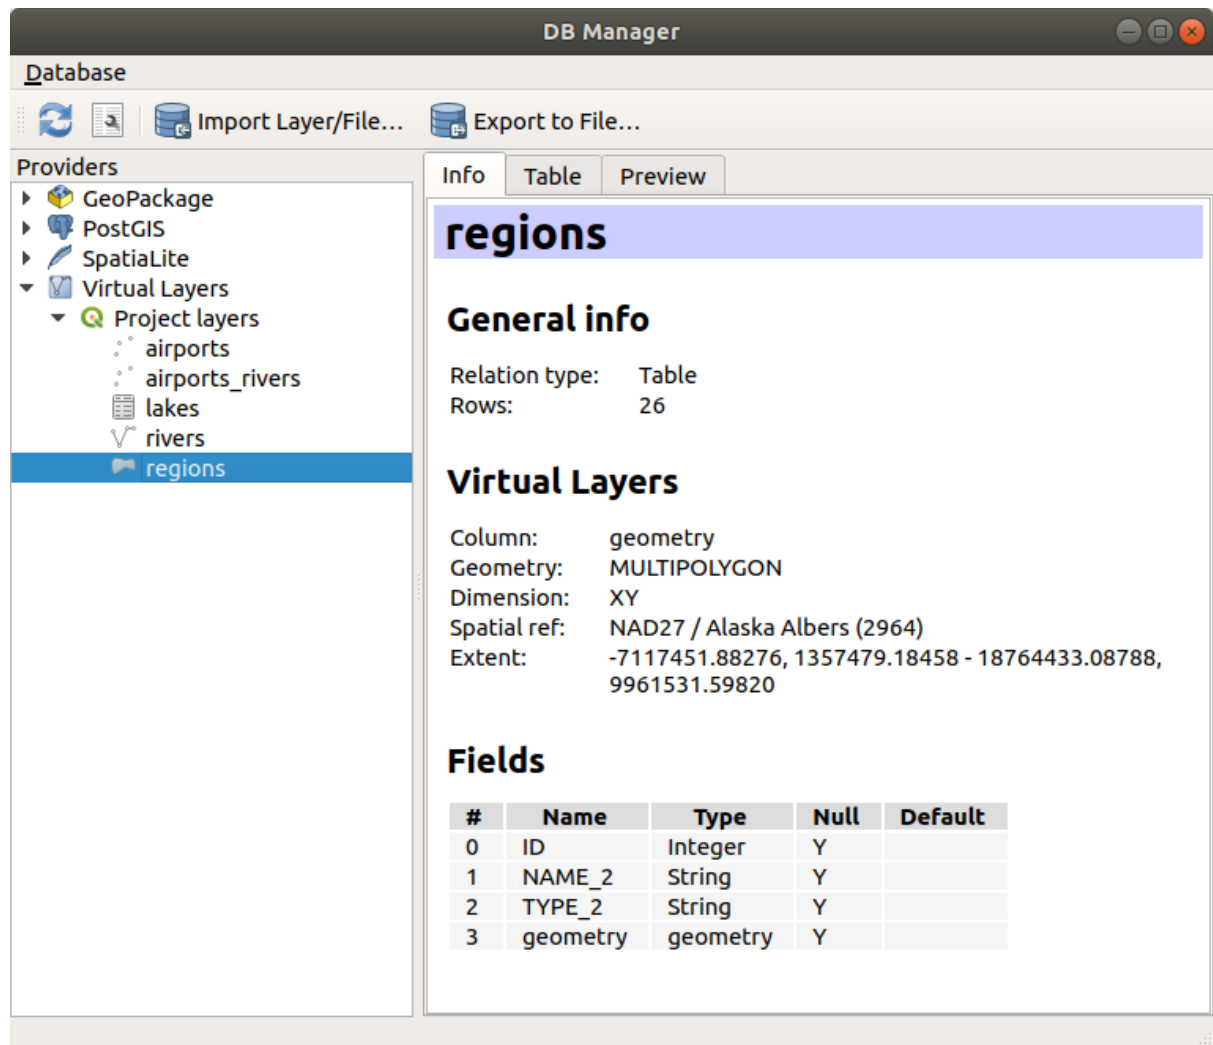 DB Manager
Database
Import Layer/File...
Export to File...
Providers
GeoPackage
PostGIS
SpatiaLite
Virtual Layers
Project layers
airports
airports_rivers
lakes
rivers
regions
Info Table Preview
regions
General info
Relation type: Table
Rows: 26
Virtual Layers
Column: geometry
Geometry: MULTIPOLYGON
Dimension: XY
Spatial ref: NAD27 / Alaska Albers (2964)
Extent: -7117451.88276, 1357479.18458 - 18764433.08788,
9961531.59820
Fields
# Name Type Null Default
0 ID Integer Y
1 NAME_2 String Y
2 TYPE_2 String Y
3 geometry geometry Y